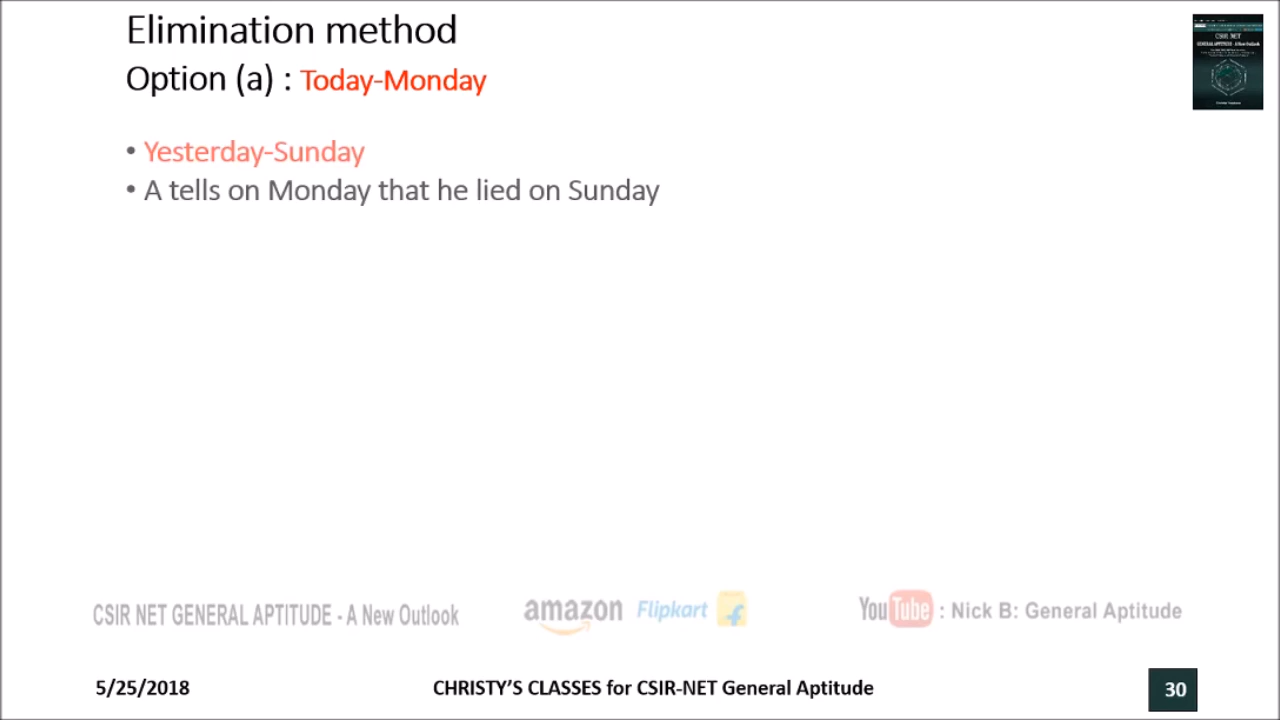 Elimination method
Option (a) : Today-Monday
CSIR NET
• Yesterday-Sunday
• A tells on Monday that he lied on Sunday
CSIR NET GENERAL APTITUDE - A New Outlook
amazon Flipkart
YouTube : Nick B: General Aptitude
5/25/2018
CHRISTY'S CLASSES for CSIR-NET General Aptitude
30